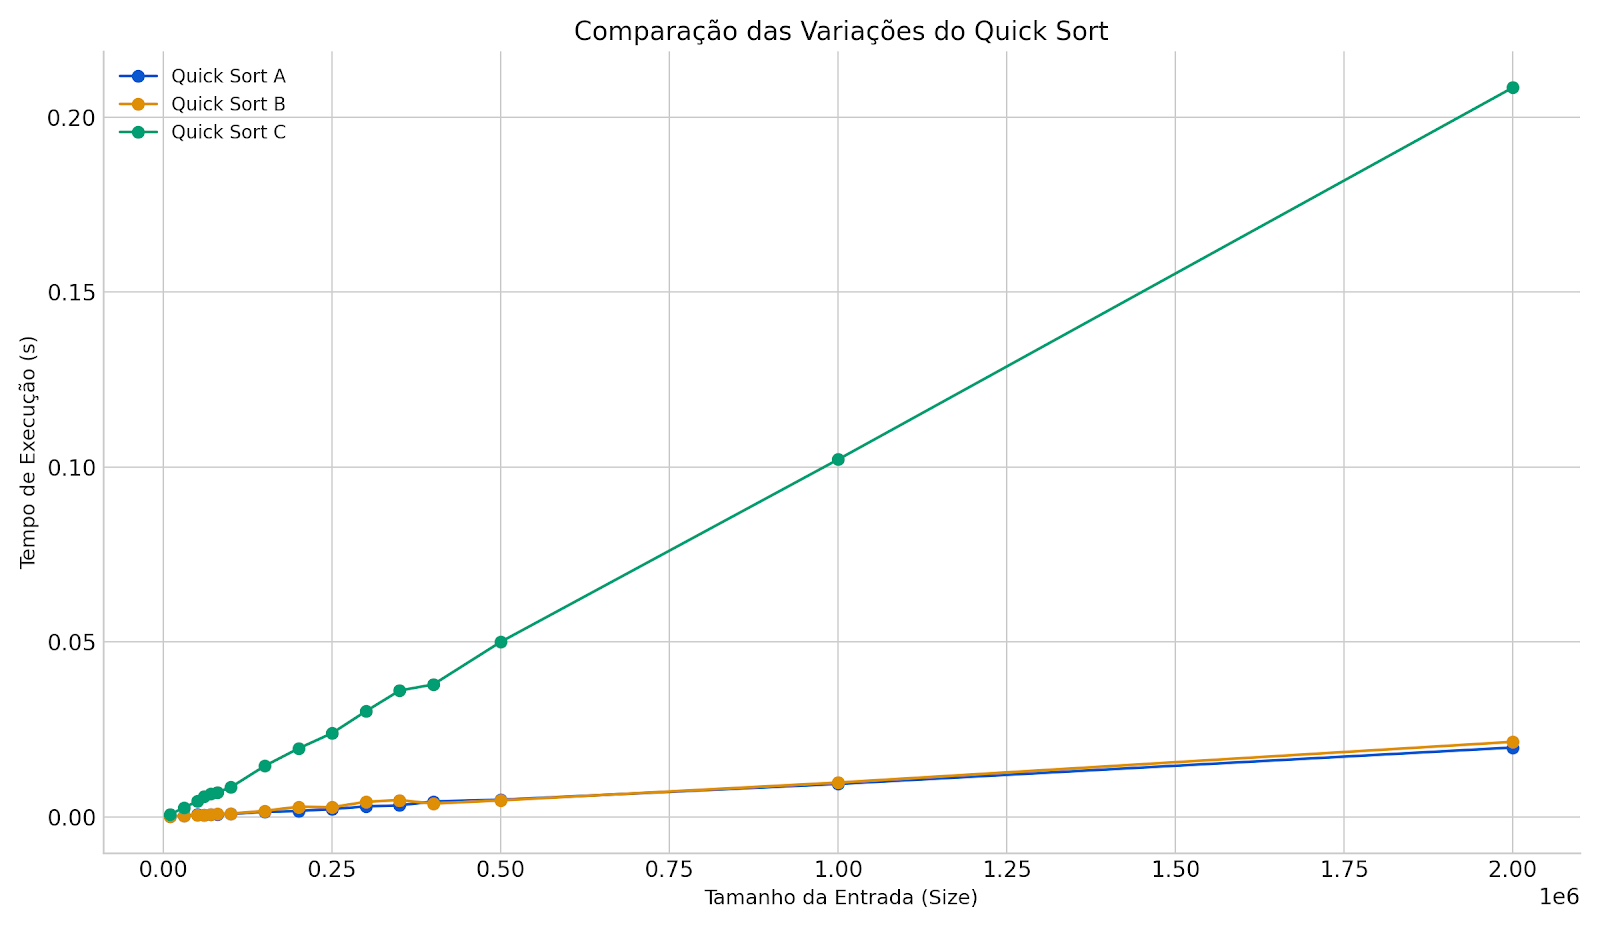 Comparação das Variações do Quick Sort
Quick Sort A
Quick Sort B
Quick Sort C
0.20
0.15
0.10
0.05
0.00
Tempo de Execução (s)
0.00 0.25 0.50 0.75 1.00 1.25 1.50 1.75 2.00
1e6
Tamanho da Entrada (Size)